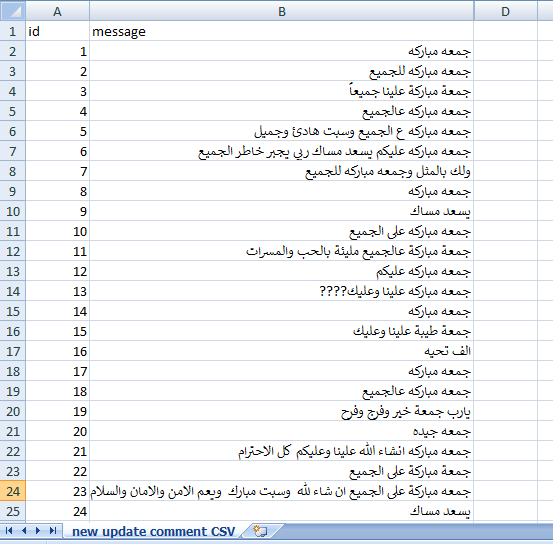 A B D
1 id message
2 1 جمعه مباركه
3 2 جمعه مباركه للجميع
4 3 جمعة مباركة علينا جميعاً
5 4 جمعه مباركه عالجميع
6 5 جمعه مباركه ع الجميع وسبت هادئ وجميل
7 6 جمعه مباركه عليكم يسعد مساك ربي يجبر خاطر الجميع
8 7 ولك بالمثل وجمعه مباركه للجميع
9 8 جمعه مباركه
10 9 يسعد مساك
11 10 جمعه مباركه على الجميع
12 11 جمعة مباركة عالجميع مليئة بالحب والمسرات
13 12 جمعه مباركه عليكم
14 13 جمعه مباركه علينا وعليك????
15 14 جمعه مباركه
16 15 جمعة طيبة علينا وعليك
17 16 الف تحيه
18 17 جمعه مباركه
19 18 جمعه مباركه عالجميع
20 19 يارب جمعة خير وفرج وفرح
21 20 جمعه جيده
22 21 جمعه مباركه انشاء الله علينا وعليكم كل الاحترام
23 22 جمعة مباركة على الجميع
24 23 جمعه مباركة على الجميع ان شاء لله وسبت مبارك ويعم الامن والامان والسلام
25 24 يسعد مساك
new update comment CSV